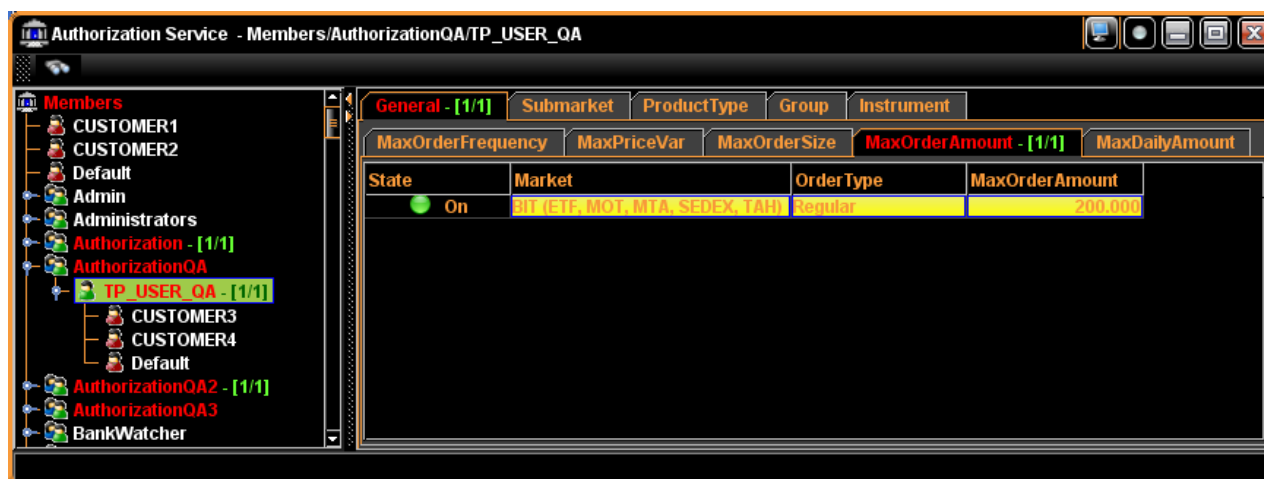 Authorization Service - Members/AuthorizationQA/TP_USER_QA
Members
CUSTOMER1
CUSTOMER2
Default
Admin
Administrators
Authorization - [1/1]
AuthorizationQA
TP_USER_QA - [1/1]
CUSTOMER3
CUSTOMER4
Default
AuthorizationQA2 - [1/1]
AuthorizationQA3
BankWatcher
General - [1/1] Submarket ProductType Group Instrument
MaxOrderFrequency MaxPriceVar MaxOrderSize MaxOrderAmount - [1/1] MaxDailyAmount
State Market OrderType MaxOrderAmount
On BIT (ETF, MOT, MTA, SEDEX, TAH) Regular 200.000